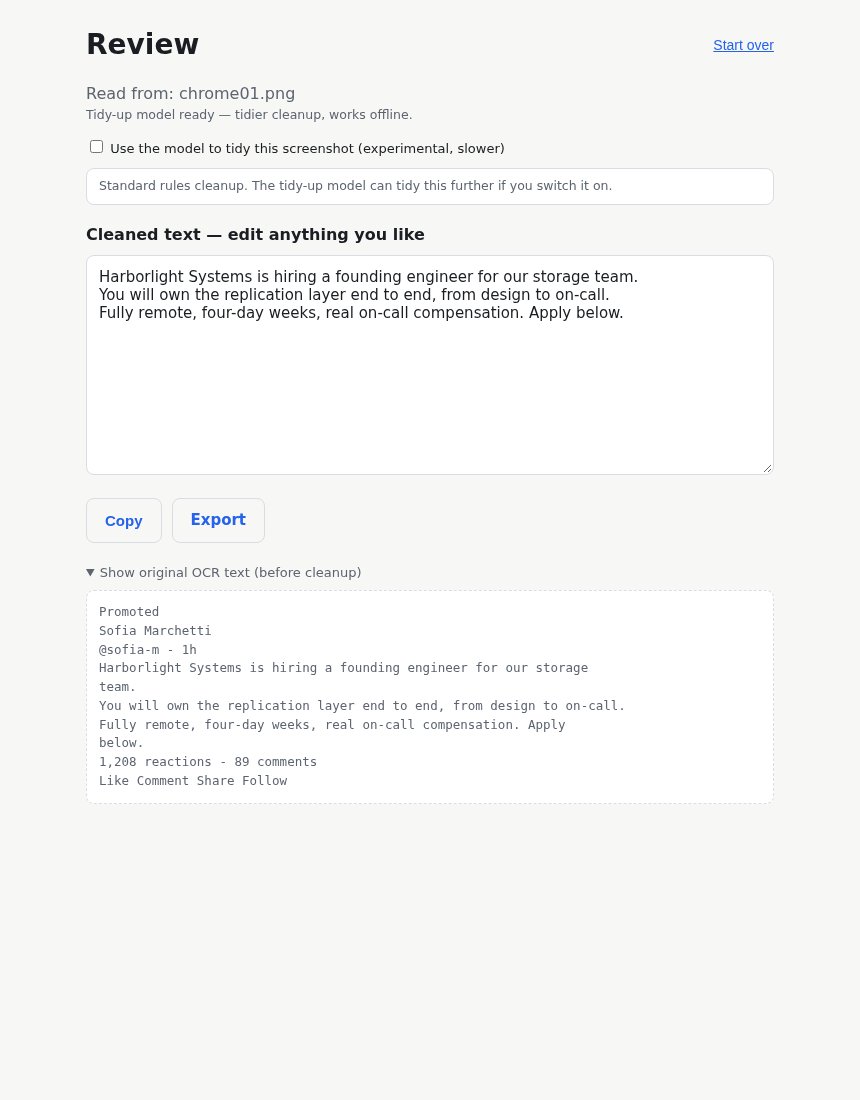 Review
Start over
Read from: chrome01.png
Tidy-up model ready — tidier cleanup, works offline.
Use the model to tidy this screenshot (experimental, slower)
Standard rules cleanup. The tidy-up model can tidy this further if you switch it on.
Cleaned text — edit anything you like
Harborlight Systems is hiring a founding engineer for our storage team.
You will own the replication layer end to end, from design to on-call.
Fully remote, four-day weeks, real on-call compensation. Apply below.
Copy
Export
▼ Show original OCR text (before cleanup)
Promoted
Sofia Marchetti
@sofia-m - 1h
Harborlight Systems is hiring a founding engineer for our storage
team.
You will own the replication layer end to end, from design to on-call.
Fully remote, four-day weeks, real on-call compensation. Apply
below.
1,208 reactions - 89 comments
Like Comment Share Follow